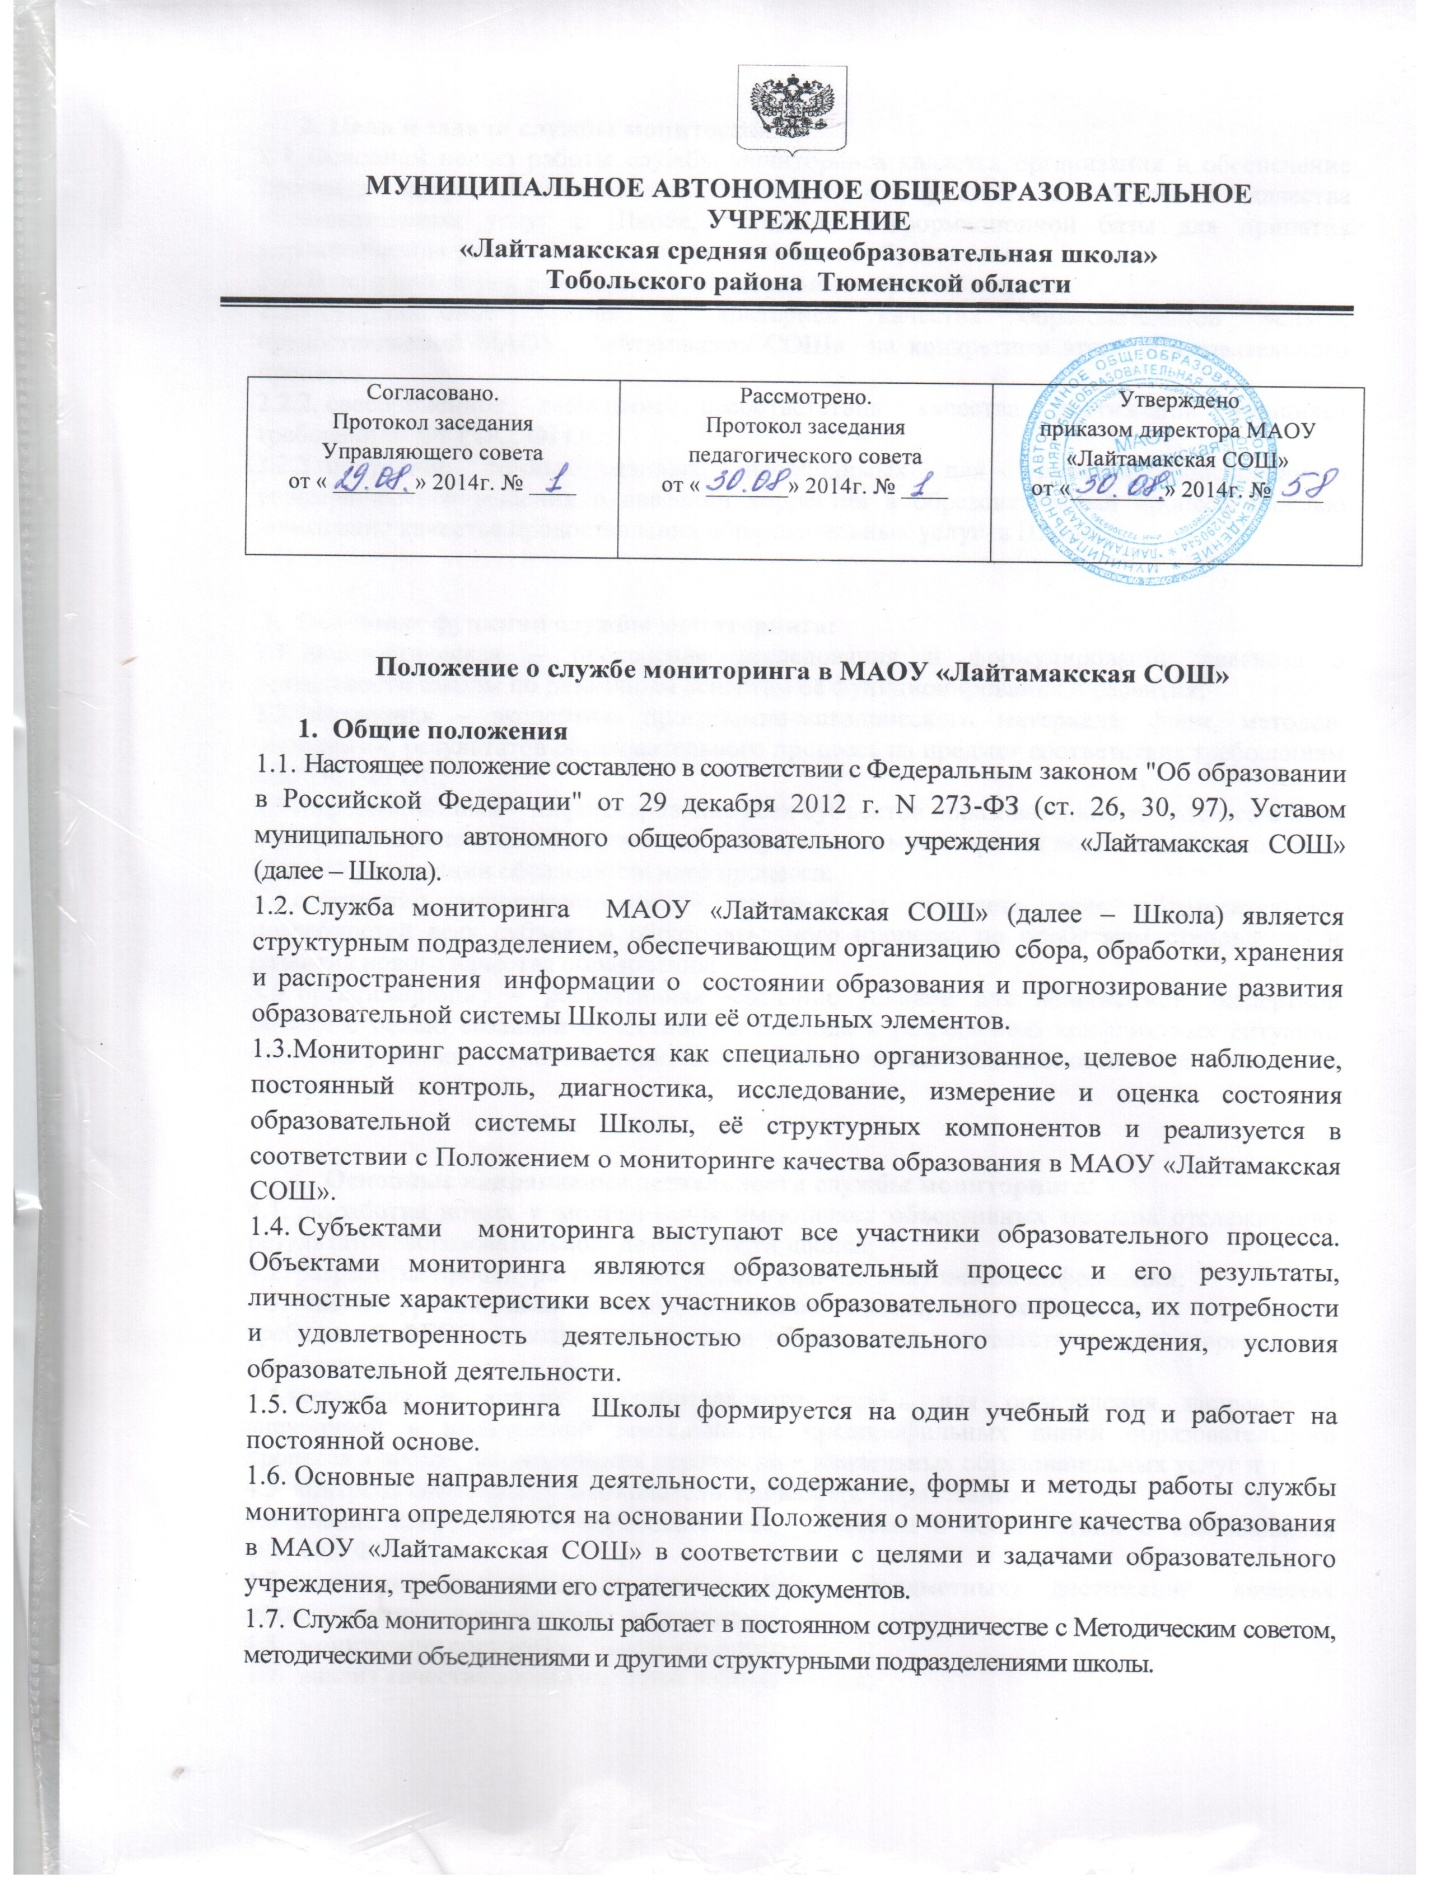 МУНИЦИПАЛЬНОЕ АВТОНОМНОЕ ОБЩЕОБРАЗОВАТЕЛЬНОЕ
УЧРЕЖДЕНИЕ
«Лайтамакская средняя общеобразовательная школа»
Тобольского района Тюменской области
Согласовано.
Протокол заседания
Управляющего совета
от « 29.08. » 2014г. № 1
Рассмотрено.
Протокол заседания
педагогического совета
от « 30.08 » 2014г. № 1
Утверждено
приказом директора МАОУ
«Лайтамакская СОШ»
от « 30.08. » 2014г. № 58
Положение о службе мониторинга в МАОУ «Лайтамакская СОШ»
1. Общие положения
1.1. Настоящее положение составлено в соответствии с Федеральным законом "Об образовании
в Российской Федерации" от 29 декабря 2012 г. N 273-ФЗ (ст. 26, 30, 97), Уставом
муниципального автономного общеобразовательного учреждения «Лайтамакская СОШ»
(далее – Школа).
1.2. Служба мониторинга МАОУ «Лайтамакская СОШ» (далее – Школа) является
структурным подразделением, обеспечивающим организацию сбора, обработки, хранения
и распространения информации о состоянии образования и прогнозирование развития
образовательной системы Школы или её отдельных элементов.
1.3.Мониторинг рассматривается как специально организованное, целевое наблюдение,
постоянный контроль, диагностика, исследование, измерение и оценка состояния
образовательной системы Школы, её структурных компонентов и реализуется в
соответствии с Положением о мониторинге качества образования в МАОУ «Лайтамакская
СОШ».
1.4. Субъектами мониторинга выступают все участники образовательного процесса.
Объектами мониторинга являются образовательный процесс и его результаты,
личностные характеристики всех участников образовательного процесса, их потребности
и удовлетворенность деятельностью образовательного учреждения, условия
образовательной деятельности.
1.5. Служба мониторинга Школы формируется на один учебный год и работает на
постоянной основе.
1.6. Основные направления деятельности, содержание, формы и методы работы службы
мониторинга определяются на основании Положения о мониторинге качества образования
в МАОУ «Лайтамакская СОШ» в соответствии с целями и задачами образовательного
учреждения, требованиями его стратегических документов.
1.7. Служба мониторинга школы работает в постоянном сотрудничестве с Методическим советом,
методическими объединениями и другими структурными подразделениями школы.